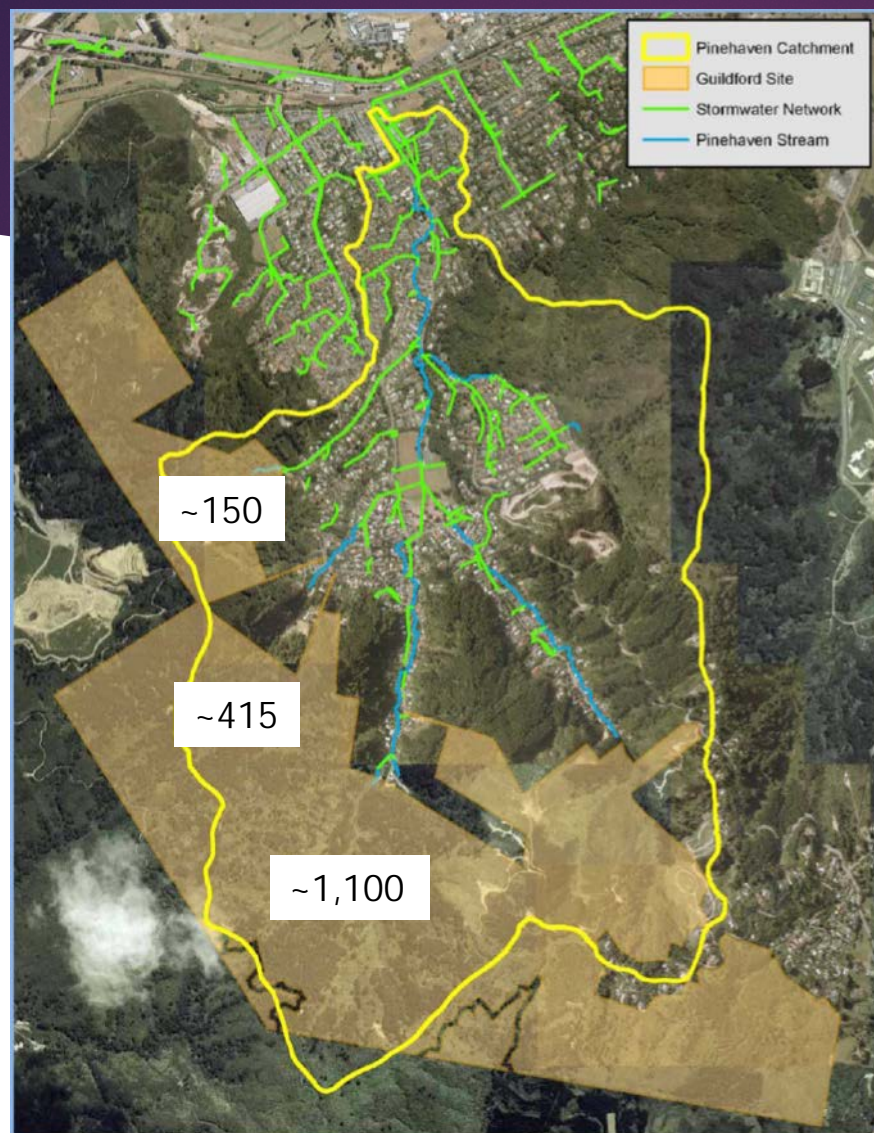 Pinehaven Catchment
Guildford Site
Stormwater Network
Pinehaven Stream
~150
~415
~1,100